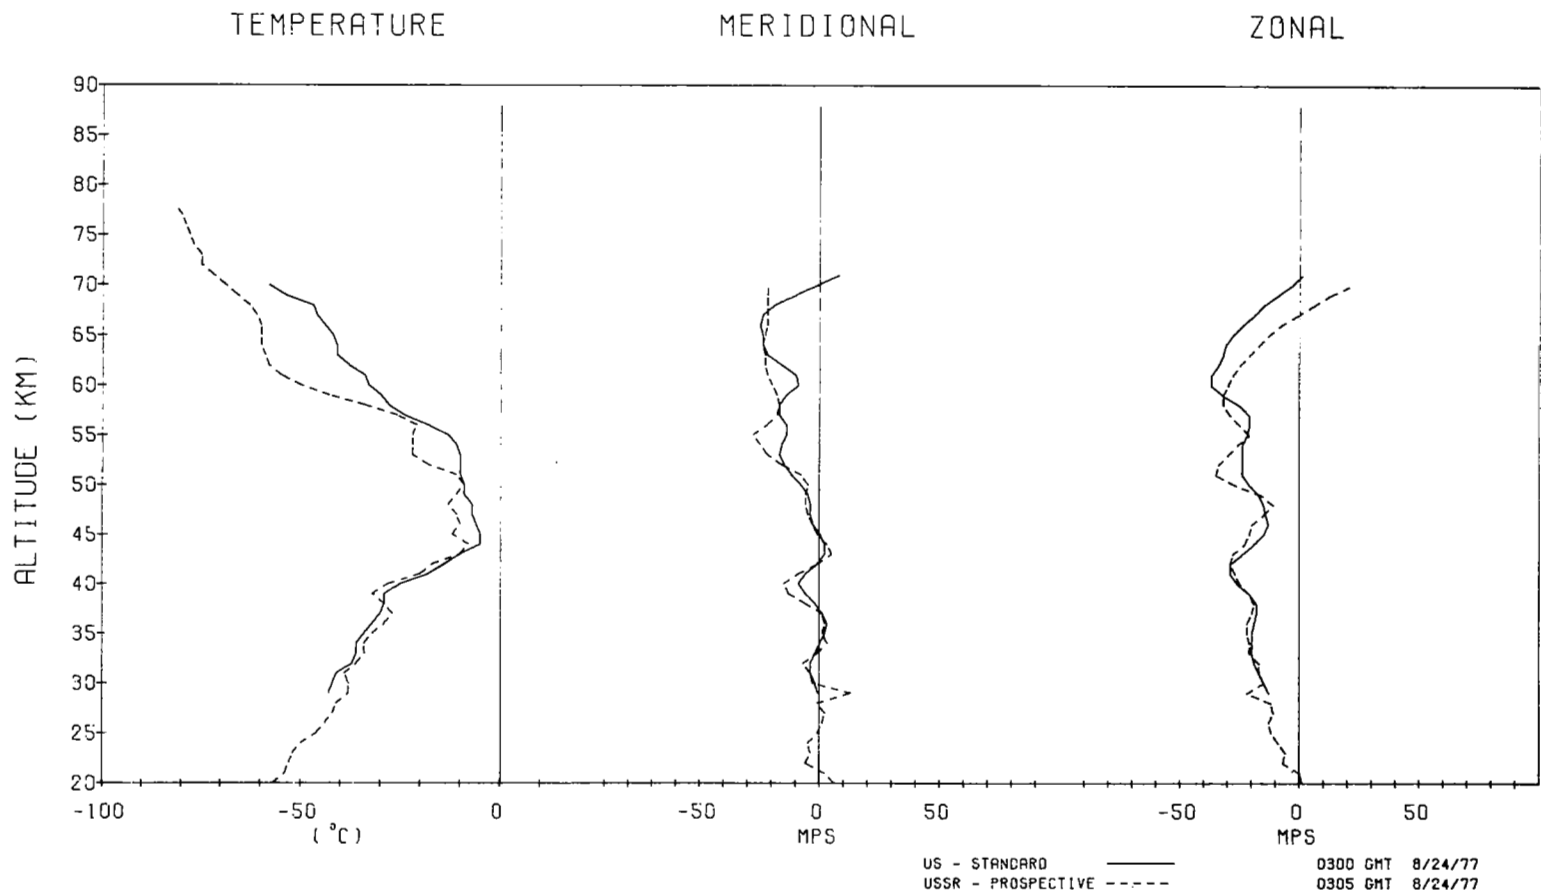 TEMPERATURE MERIDIONAL ZONAL
ALTITUDE (KM)
90
85
80
75
70
65
60
55
50
45
40
35
30
25
20
-100 -50 0 -50 0 50 -50 0 50
(°C) MPS MPS
US - STANDARD 0300 GMT 8/24/77
USSR - PROSPECTIVE 0305 GMT 8/24/77